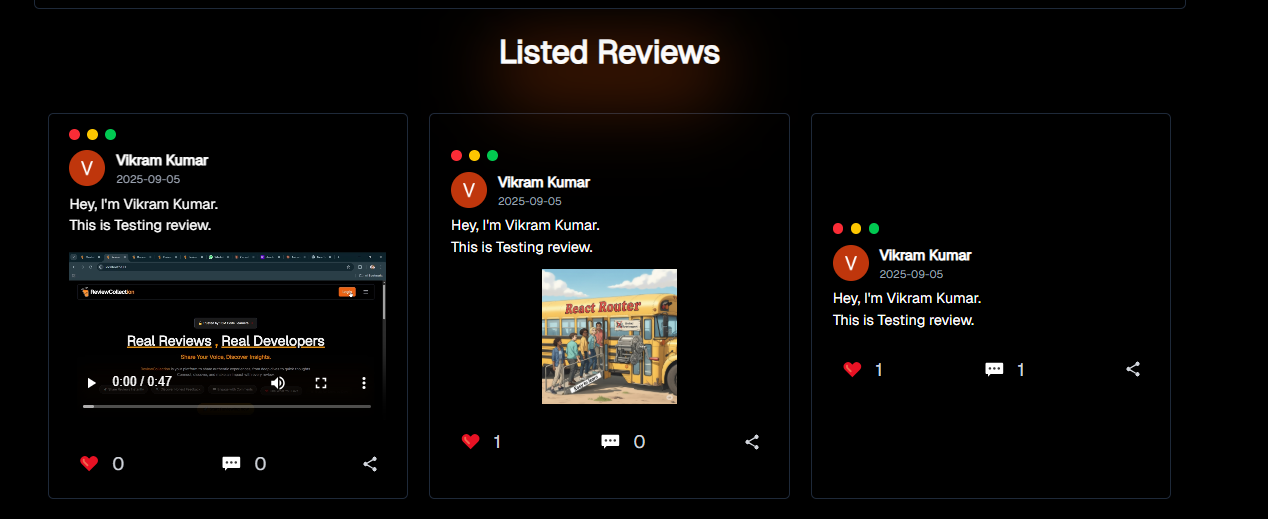 Listed Reviews
V
Vikram Kumar
2025-09-05
Hey, I'm Vikram Kumar.
This is Testing review.
ReviewCollection
Real Reviews , Real Developers
Share Your Voice, Discover Insights.
0:00 / 0:47
0
0
V
Vikram Kumar
2025-09-05
Hey, I'm Vikram Kumar.
This is Testing review.
React Router
1
0
V
Vikram Kumar
2025-09-05
Hey, I'm Vikram Kumar.
This is Testing review.
1
1